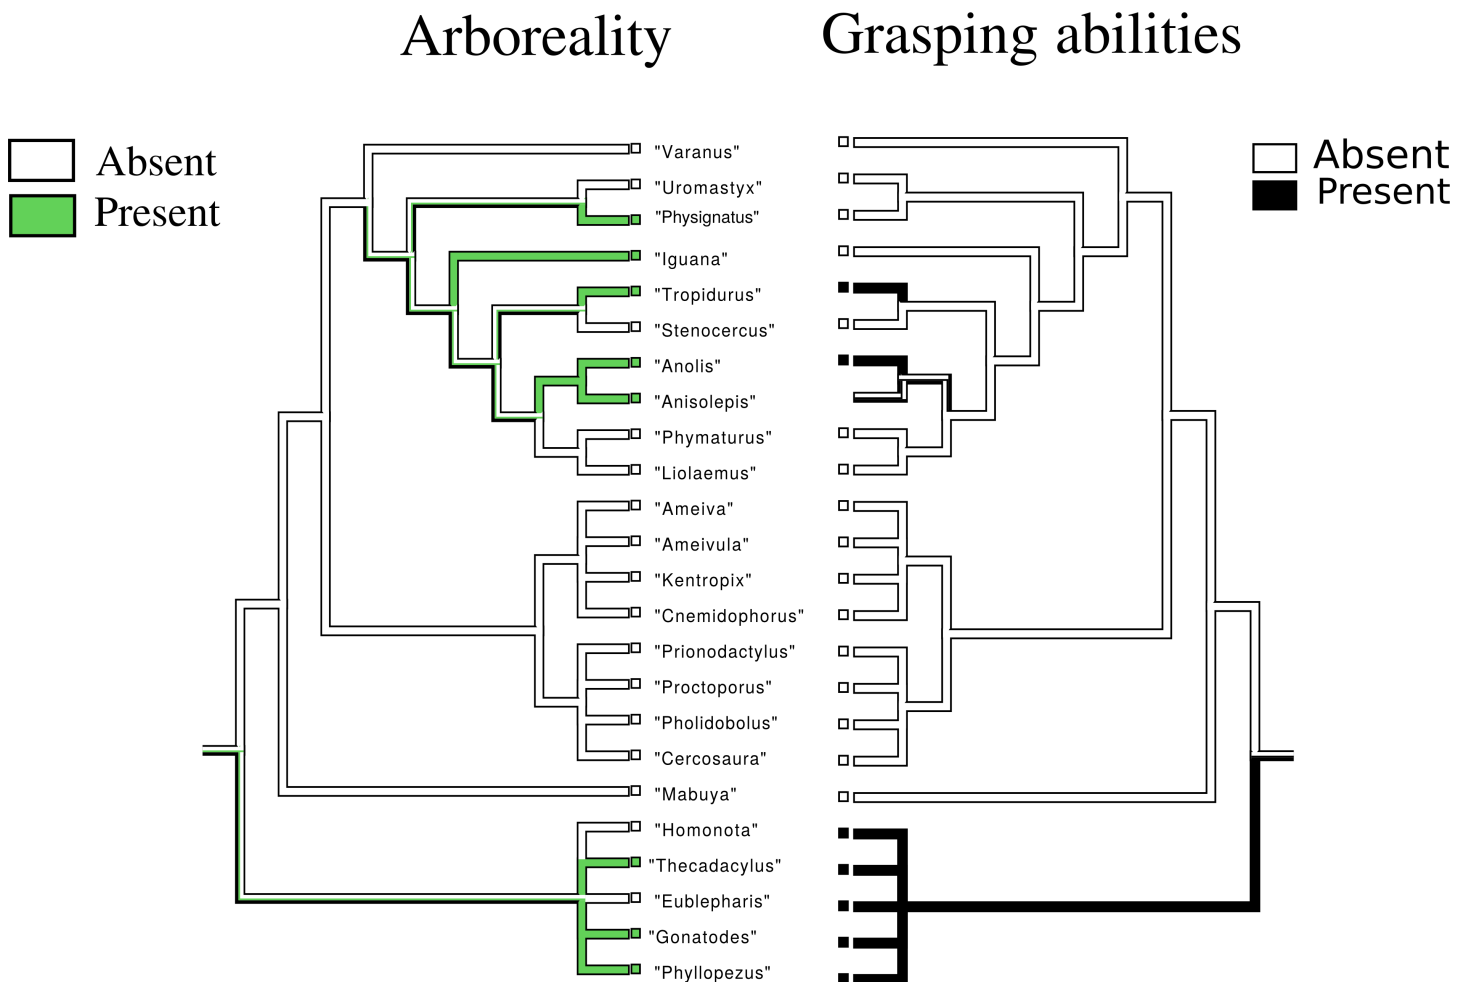 Arboreality
Grasping abilities
Absent
Present
Absent
Present
"Varanus"
"Uromastyx"
"Physignatus"
"Iguana"
"Tropidurus"
"Stenocercus"
"Anolis"
"Anisolepis"
"Phymaturus"
"Liolaemus"
"Ameiva"
"Ameivula"
"Kentropix"
"Cnemidophorus"
"Prionodactylus"
"Proctoporus"
"Pholidobolus"
"Cercosaura"
"Mabuya"
"Homonota"
"Thecadacylus"
"Eublepharis"
"Gonatodes"
"Phyllopezus"